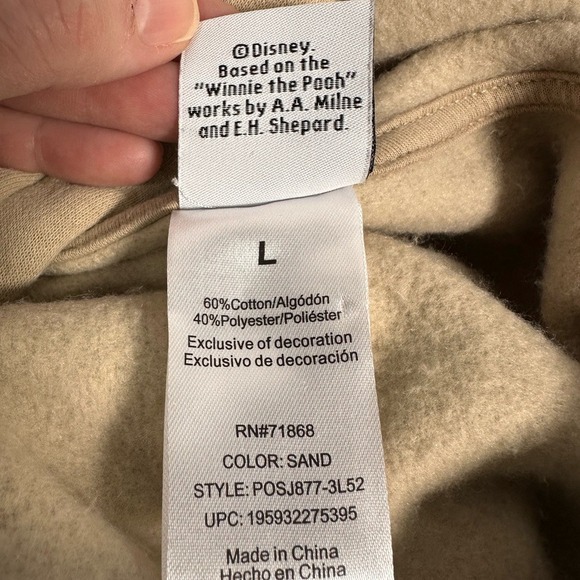 ©Disney.
Based on the
"Winnie the Pooh"
works by A.A. Milne
and E.H. Shepard.
L
60%Cotton/Algódón
40%Polyester/Poliéster
Exclusive of decoration
Exclusivo de decoración
RN#71868
COLOR: SAND
STYLE: POSJ877-3L52
UPC: 195932275395
Made in China
Hecho en China